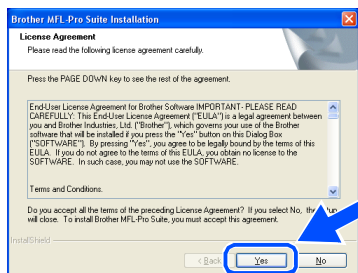 Brother MFL-Pro Suite Installation
License Agreement
Please read the following license agreement carefully.
Press the PAGE DOWN key to see the rest of the agreement.
End-User License Agreement for Brother Software IMPORTANT- PLEASE READ
CAREFULLY: This End-User License Agreement ("EULA") is a legal agreement between
you and Brother Industries, Ltd. ("Brother"), which governs your use of the Brother
software that will be installed if you press the "Yes" button on this Dialog Box
("SOFTWARE"). By pressing "Yes", you agree to be legally bound by the terms of this
EULA. If you do not agree to the terms of this EULA, you obtain no license to the
SOFTWARE. In such case, you may not use the SOFTWARE.
Terms and Conditions.
Do you accept all the terms of the preceding License Agreement? If you select No, the
will close. To install Brother MFL-Pro Suite, you must accept this agreement.
InstallShield
< Back
Yes
No